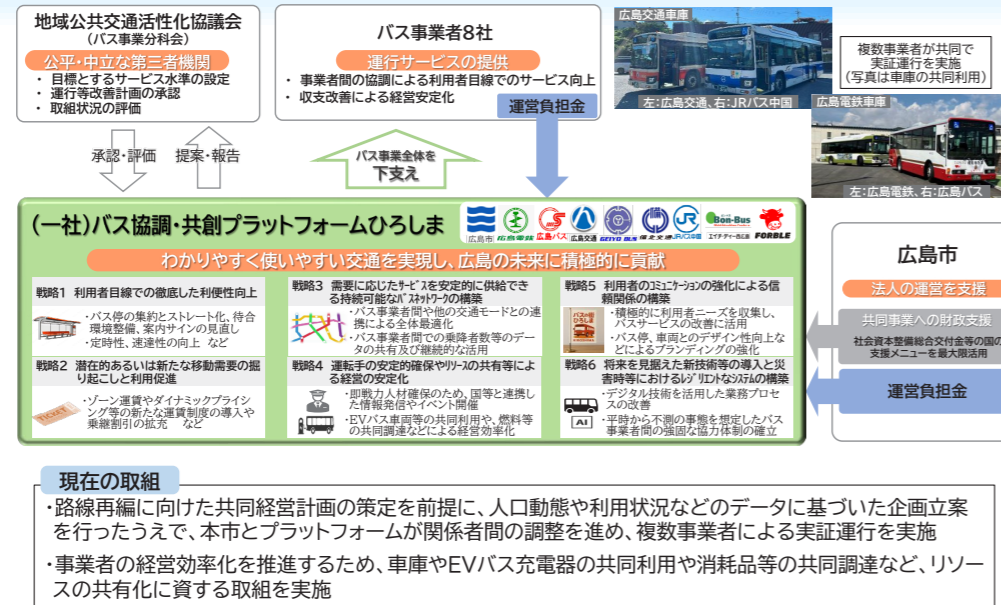 地域公共交通活性化協議会
(バス事業分科会)
公平・中立な第三者機関
・ 目標とするサービス水準の設定
・ 運行等改善計画の承認
・ 取組状況の評価
バス事業者8社
運行サービスの提供
・ 事業者間の協調による利用者目線でのサービス向上
・ 収支改善による経営安定化
運営負担金
広島交通車庫
左:広島交通、右:JRバス中国
複数事業者が共同で
実証運行を実施
(写真は車庫の共同利用)
広島電鉄車庫
左:広島電鉄、右:広島バス
承認・評価
提案・報告
バス事業全体を
下支え
(一社)バス協調・共創プラットフォームひろしま
広島市
広島電鉄
広島バス
広島交通
GEIYO BUS
備北交通
JRバス中国
Bon-Bus
エイチ・ディー西広島
FORBLE
わかりやすく使いやすい交通を実現し、広島の未来に積極的に貢献
戦略1 利用者目線での徹底した利便性向上
・バス停の集約とストレート化、待合
環境整備、案内サインの見直し
・定時性、速達性の向上 など
戦略2 潜在的あるいは新たな移動需要の掘
り起こしと利用促進
TICKET
・ゾーン運賃やダイナミックプライシ
ング等の新たな運賃制度の導入や
乗継割引の拡充 など
戦略3 需要に応じたサービスを安定的に供給でき
る持続可能なバスネットワークの構築
・バス事業者間や他の交通モードとの連
携による全体最適化
・バス事業者間での乗降者数等のデー
タの共有及び継続的な活用
戦略4 運転手の安定的確保やリソースの共有等によ
る経営の安定化
・即戦力人材確保のため、国等と連携し
た情報発信やイベント開催
・EVバス車両等の共同利用や、燃料等
の共同調達などによる経営効率化
戦略5 利用者のコミュニケーションの強化による信
頼関係の構築
・積極的に利用者ニーズを収集し、
バスサービスの改善に活用
・バス停、車両とのデザイン性向上な
どによるブランディングの強化
戦略6 将来を見据えた新技術等の導入と災
害時等におけるレジリエントなシステムの構築
AI
・デジタル技術を活用した業務プロセ
スの改善
・平時から不測の事態を想定したバス
事業者間の強固な協力体制の確立
広島市
法人の運営を支援
共同事業への財政支援
社会資本整備総合交付金等の国の
支援メニューを最大限活用
運営負担金
現在の取組
・路線再編に向けた共同経営計画の策定を前提に、人口動態や利用状況などのデータに基づいた企画立案
を行ったうえで、本市とプラットフォームが関係者間の調整を進め、複数事業者による実証運行を実施
・事業者の経営効率化を推進するため、車庫やEVバス充電器の共同利用や消耗品等の共同調達など、リソー
スの共有化に資する取組を実施